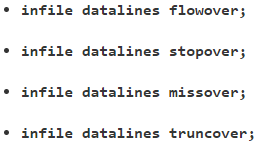 • infile datalines flowover;
• infile datalines stopover;
• infile datalines missover;
• infile datalines truncover;